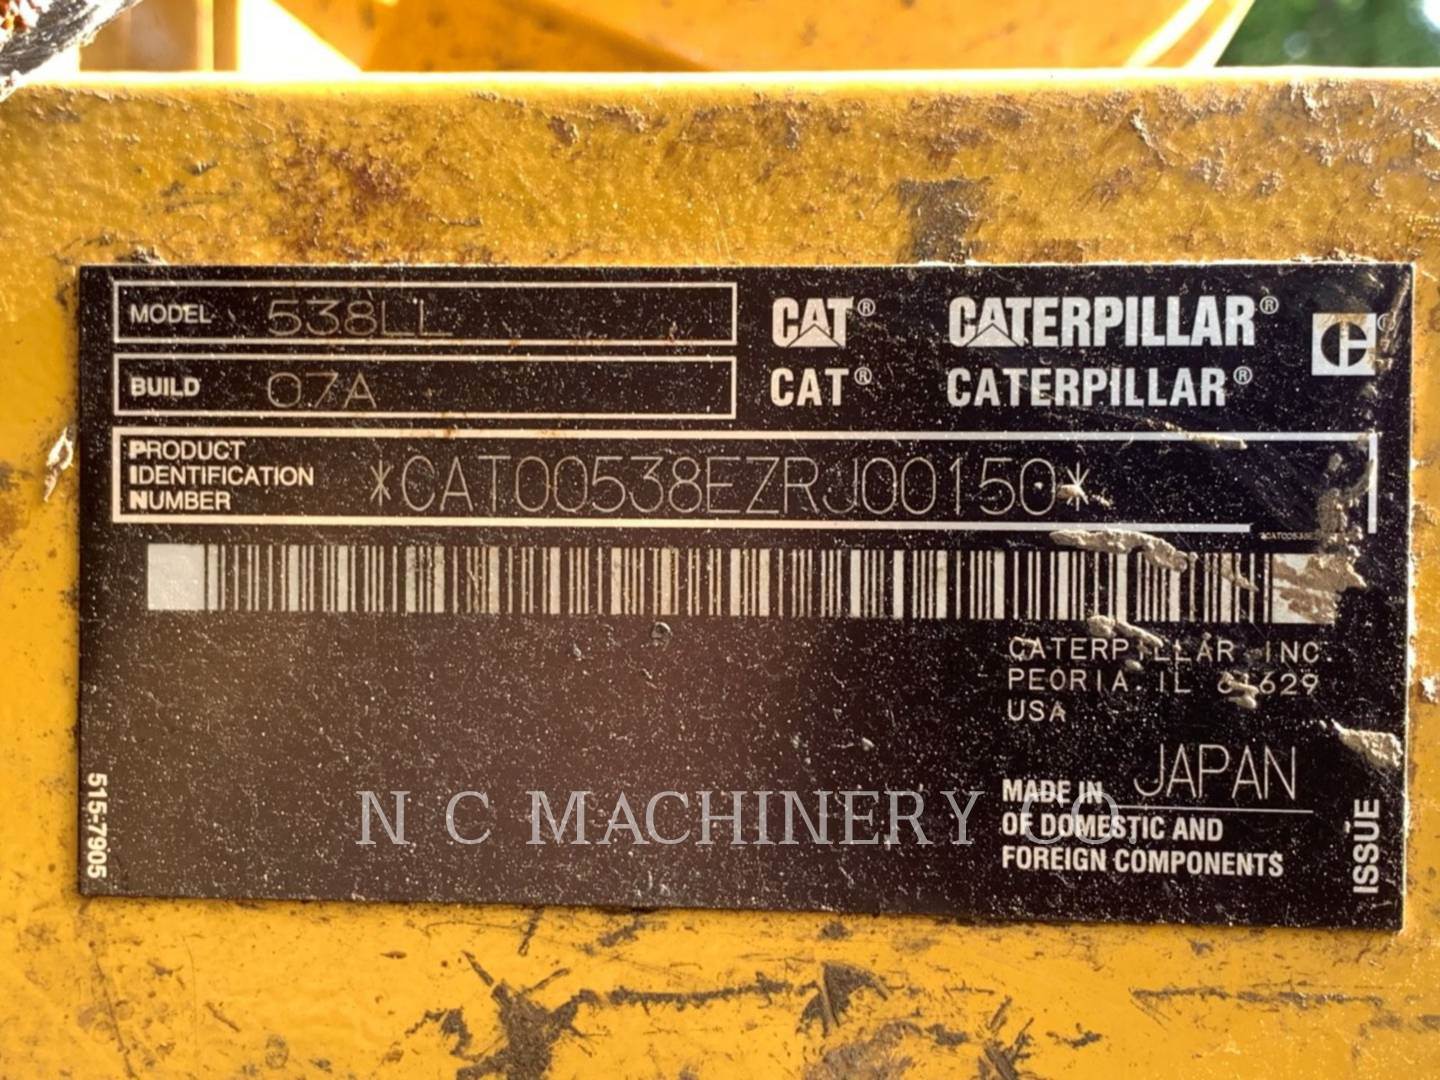 MODEL 538LL
BUILD 07A
CAT® CATERPILLAR®
CAT® CATERPILLAR®
PRODUCT
IDENTIFICATION
NUMBER
*CAT00538EZRJ00150*
CATERPILLAR INC.
PEORIA, IL 61629
USA
MADE IN JAPAN
OF DOMESTIC AND
FOREIGN COMPONENTS
515-7905
ISSUE
N C MACHINERY CO.